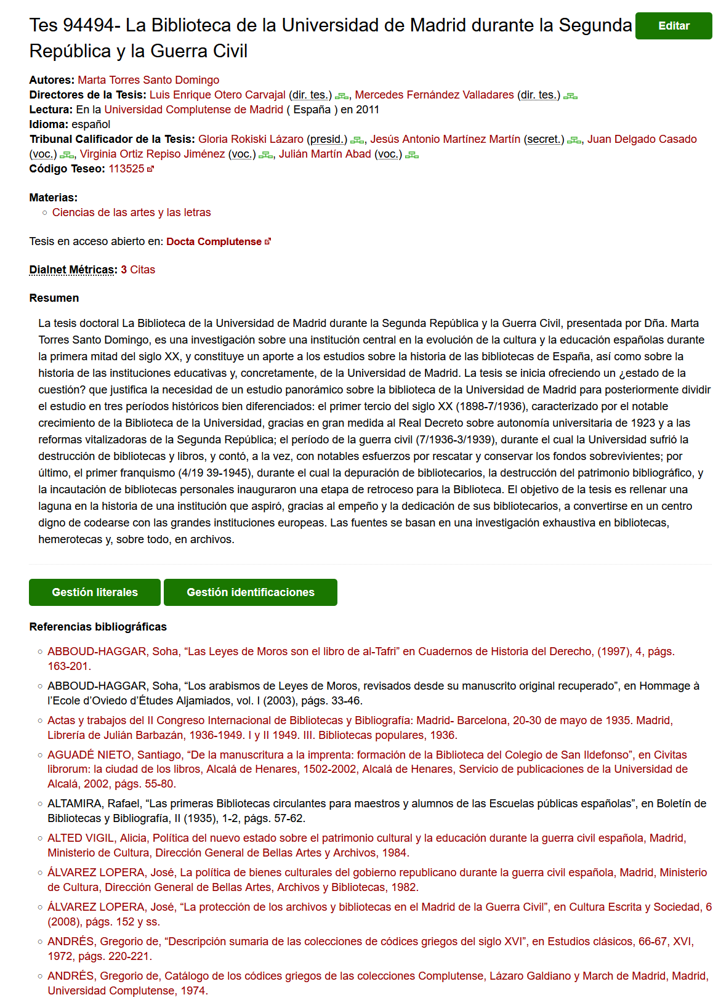 Tes 94494- La Biblioteca de la Universidad de Madrid durante la Segunda
República y la Guerra Civil
Editar
Autores: Marta Torres Santo Domingo
Directores de la Tesis: Luis Enrique Otero Carvajal (dir. tes.) , Mercedes Fernández Valladares (dir. tes.)
Lectura: En la Universidad Complutense de Madrid ( España ) en 2011
Idioma: español
Tribunal Calificador de la Tesis: Gloria Rokiski Lázaro (presid.) , Jesús Antonio Martínez Martín (secret.) , Juan Delgado Casado
(voc.) , Virginia Ortiz Repiso Jiménez (voc.) , Julián Martín Abad (voc.)
Código Teseo: 113525
Materias:
Ciencias de las artes y las letras
Tesis en acceso abierto en: Docta Complutense
Dialnet Métricas: 3 Citas
Resumen
La tesis doctoral La Biblioteca de la Universidad de Madrid durante la Segunda República y la Guerra Civil, presentada por Dña. Marta
Torres Santo Domingo, es una investigación sobre una institución central en la evolución de la cultura y la educación españolas durante
la primera mitad del siglo XX, y constituye un aporte a los estudios sobre la historia de las bibliotecas de España, así como sobre la
historia de las instituciones educativas y, concretamente, de la Universidad de Madrid. La tesis se inicia ofreciendo un ¿estado de la
cuestión? que justifica la necesidad de un estudio panorámico sobre la biblioteca de la Universidad de Madrid para posteriormente dividir
el estudio en tres períodos históricos bien diferenciados: el primer tercio del siglo XX (1898-7/1936), caracterizado por el notable
crecimiento de la Biblioteca de la Universidad, gracias en gran medida al Real Decreto sobre autonomía universitaria de 1923 y a las
reformas vitalizadoras de la Segunda República; el período de la guerra civil (7/1936-3/1939), durante el cual la Universidad sufrió la
destrucción de bibliotecas y libros, y contó, a la vez, con notables esfuerzos por rescatar y conservar los fondos sobrevivientes; por
último, el primer franquismo (4/19 39-1945), durante el cual la depuración de bibliotecarios, la destrucción del patrimonio bibliográfico, y
la incautación de bibliotecas personales inauguraron una etapa de retroceso para la Biblioteca. El objetivo de la tesis es rellenar una
laguna en la historia de una institución que aspiró, gracias al empeño y la dedicación de sus bibliotecarios, a convertirse en un centro
digno de codearse con las grandes instituciones europeas. Las fuentes se basan en una investigación exhaustiva en bibliotecas,
hemerotecas y, sobre todo, en archivos.
Gestión literales
Gestión identificaciones
Referencias bibliográficas
ABBOUD-HAGGAR, Soha, “Las Leyes de Moros son el libro de al-Tafri” en Cuadernos de Historia del Derecho, (1997), 4, págs.
163-201.
ABBOUD-HAGGAR, Soha, “Los arabismos de Leyes de Moros, revisados desde su manuscrito original recuperado”, en Hommage à
l’Ecole d’Oviedo d’Études Aljamiados, vol. I (2003), págs. 33-46.
Actas y trabajos del II Congreso Internacional de Bibliotecas y Bibliografía: Madrid- Barcelona, 20-30 de mayo de 1935. Madrid,
Librería de Julián Barbazán, 1936-1949. I y II 1949. III. Bibliotecas populares, 1936.
AGUADÉ NIETO, Santiago, “De la manuscritura a la imprenta: formación de la Biblioteca del Colegio de San Ildefonso”, en Civitas
librorum: la ciudad de los libros, Alcalá de Henares, 1502-2002, Alcalá de Henares, Servicio de publicaciones de la Universidad de
Alcalá, 2002, págs. 55-80.
ALTAMIRA, Rafael, “Las primeras Bibliotecas circulantes para maestros y alumnos de las Escuelas públicas españolas”, en Boletín de
Bibliotecas y Bibliografía, II (1935), 1-2, págs. 57-62.
ALTED VIGIL, Alicia, Política del nuevo estado sobre el patrimonio cultural y la educación durante la guerra civil española, Madrid,
Ministerio de Cultura, Dirección General de Bellas Artes y Archivos, 1984.
ÁLVAREZ LOPERA, José, La política de bienes culturales del gobierno republicano durante la guerra civil española, Madrid, Ministerio
de Cultura, Dirección General de Bellas Artes, Archivos y Bibliotecas, 1982.
ÁLVAREZ LOPERA, José, “La protección de los archivos y bibliotecas en el Madrid de la Guerra Civil”, en Cultura Escrita y Sociedad, 6
(2008), págs. 152 y ss.
ANDRÉS, Gregorio de, “Descripción sumaria de las colecciones de códices griegos del siglo XVI”, en Estudios clásicos, 66-67, XVI,
1972, págs. 220-221.
ANDRÉS, Gregorio de, Catálogo de los códices griegos de las colecciones Complutense, Lázaro Galdiano y March de Madrid, Madrid,
Universidad Complutense, 1974.